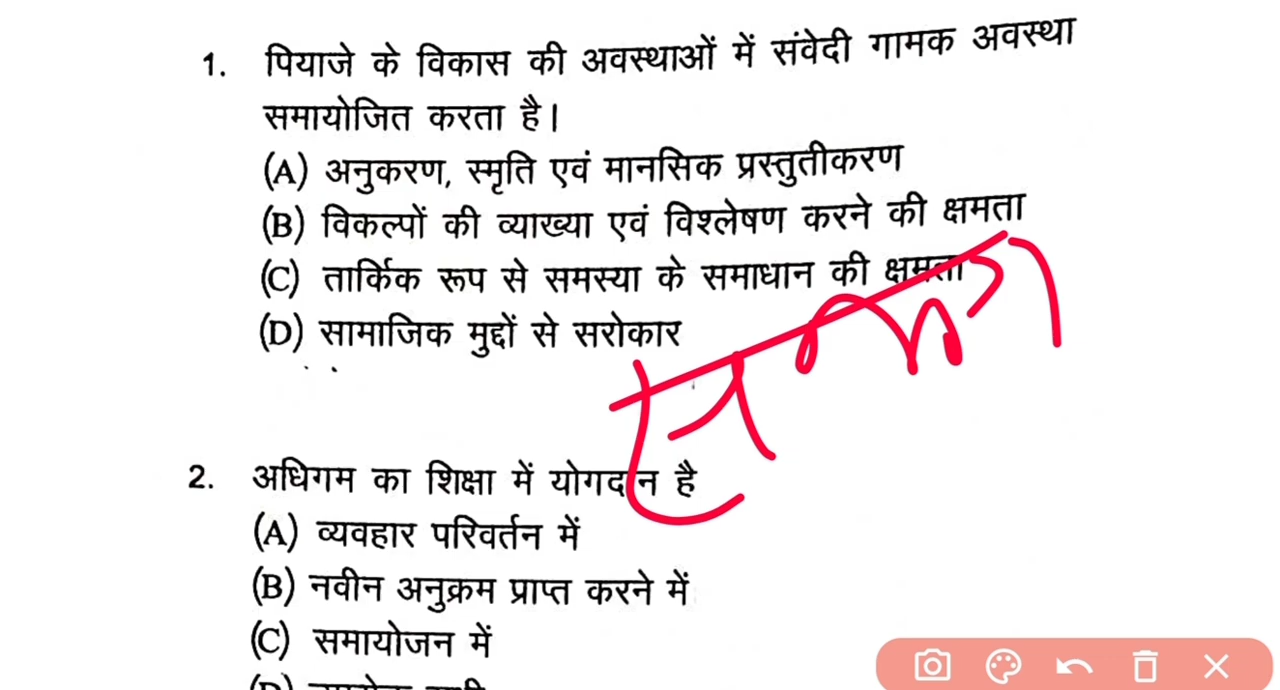 1. पियाजे के विकास की अवस्थाओं में संवेदी गामक अवस्था
समायोजित करता है।
(A) अनुकरण, स्मृति एवं मानसिक प्रस्तुतीकरण
(B) विकल्पों की व्याख्या एवं विश्लेषण करने की क्षमता
(C) तार्किक रूप से समस्या के समाधान की क्षमता
(D) सामाजिक मुद्दों से सरोकार
2. अधिगम का शिक्षा में योगदान है
(A) व्यवहार परिवर्तन में
(B) नवीन अनुक्रम प्राप्त करने में
(C) समायोजन में